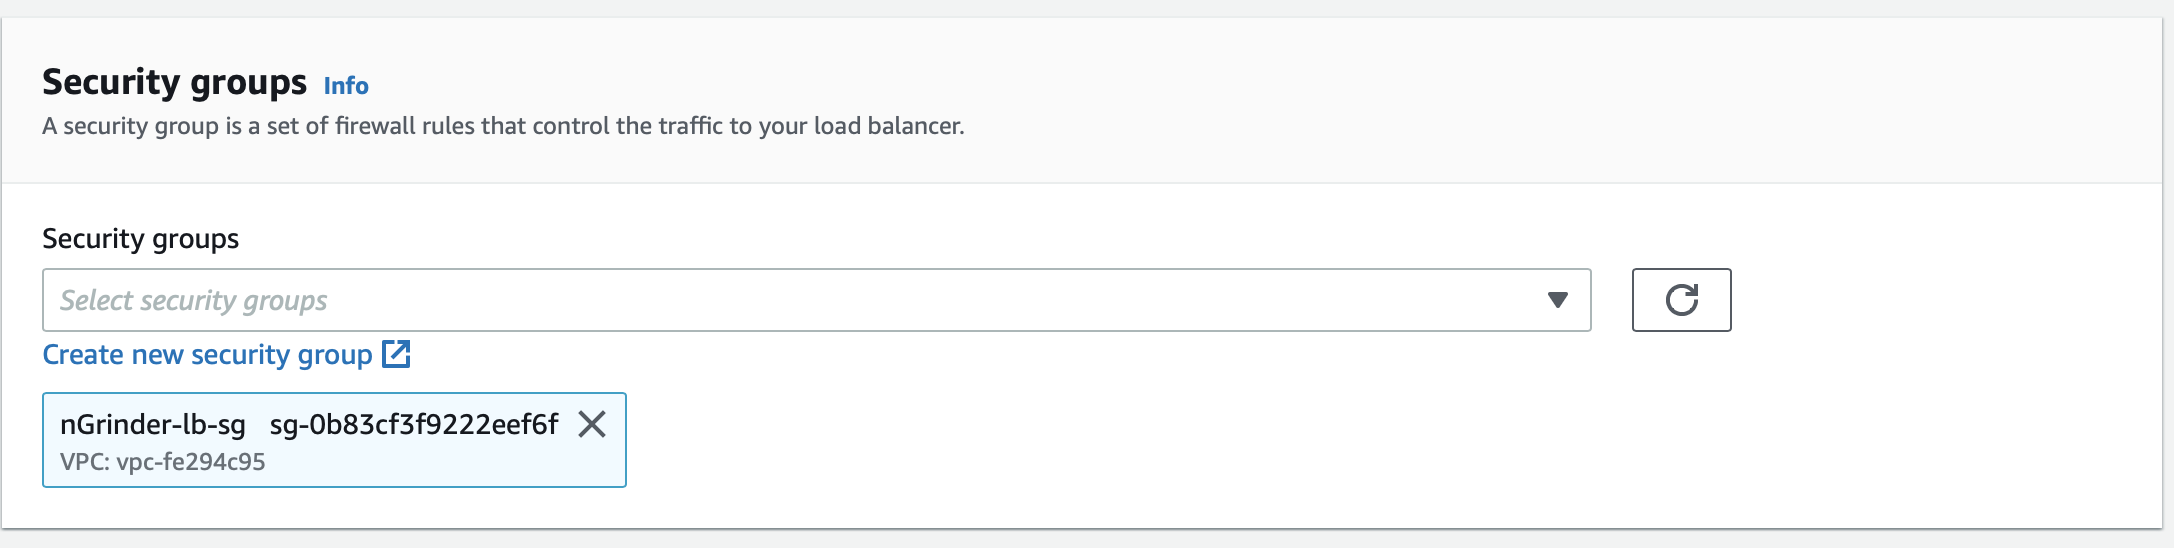 Security groups Info
A security group is a set of firewall rules that control the traffic to your load balancer.
Security groups
Select security groups
Create new security group
nGrinder-lb-sg sg-0b83cf3f9222eef6f
VPC: vpc-fe294c95